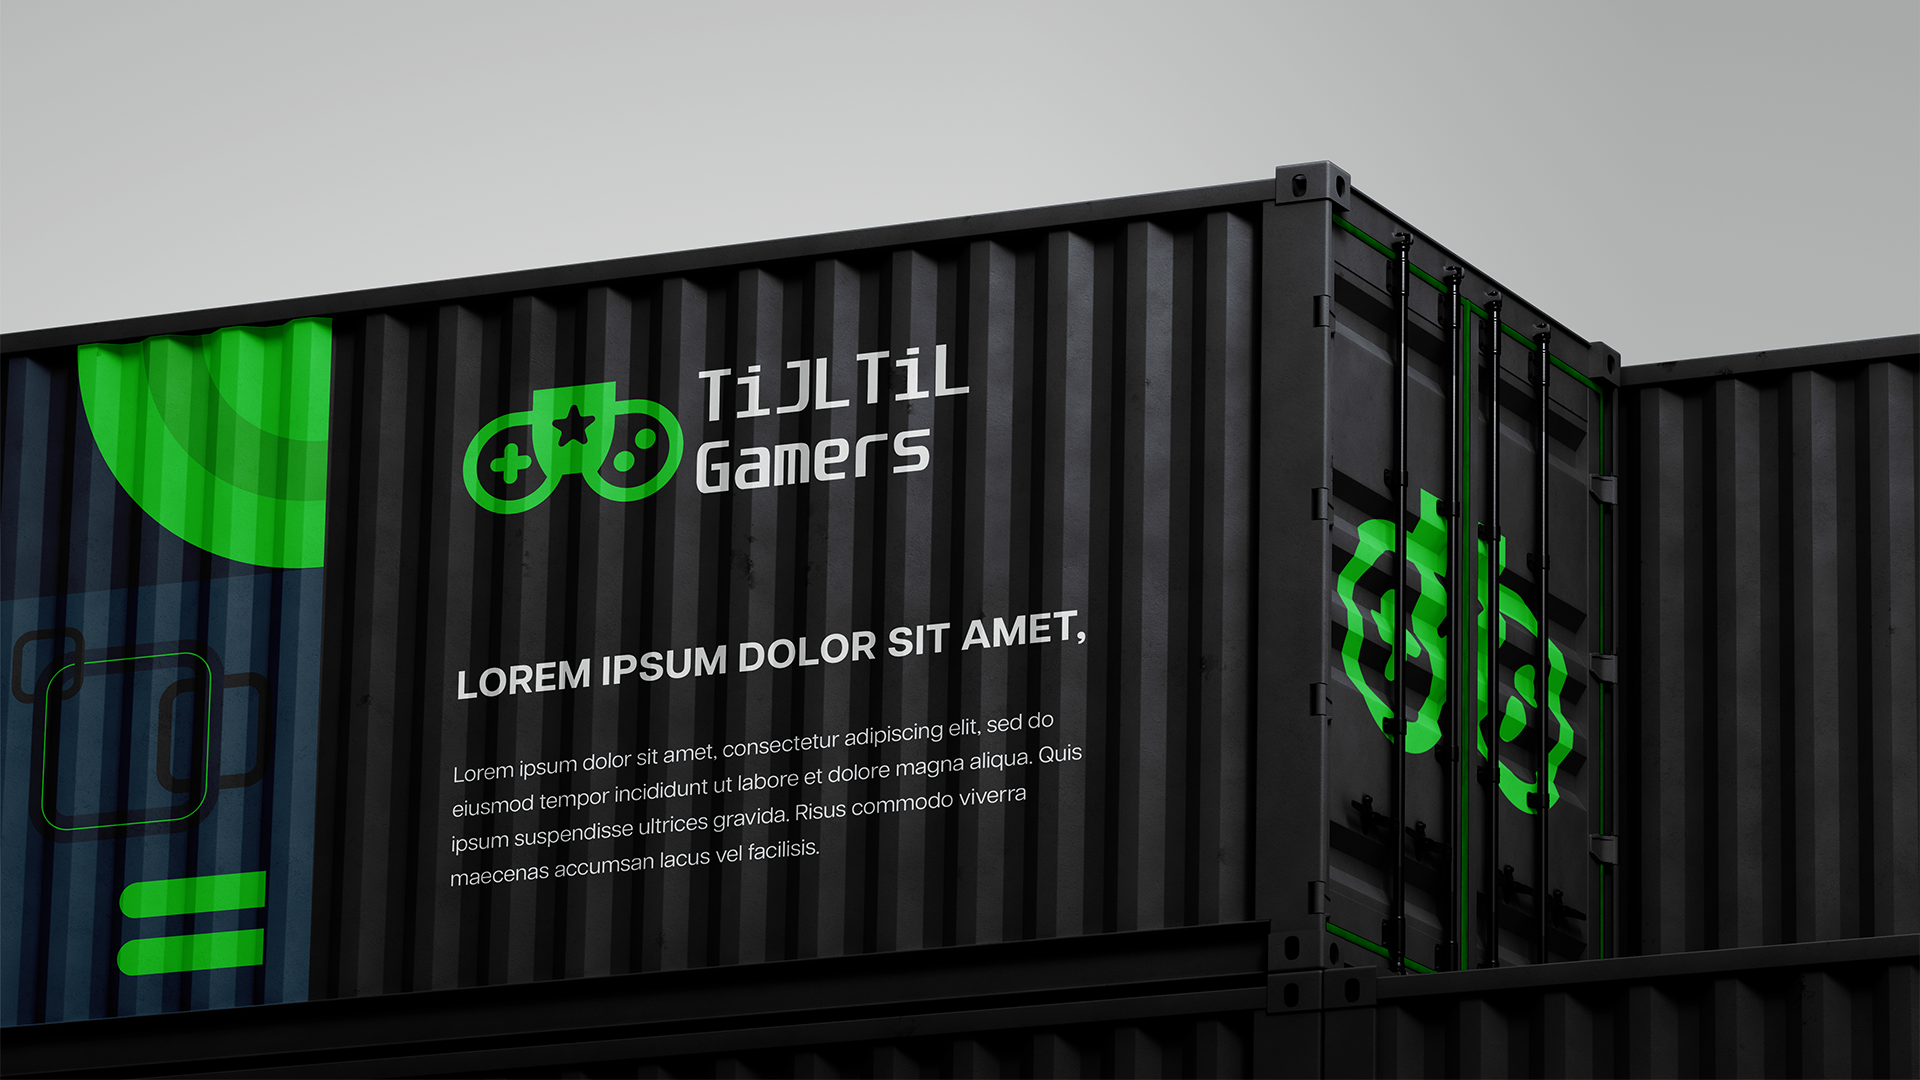 TiJLTiL
Gamers
LOREM IPSUM DOLOR SIT AMET,
Lorem ipsum dolor sit amet, consectetur adipiscing elit, sed do
eiusmod tempor incididunt ut labore et dolore magna aliqua. Quis
ipsum suspendisse ultrices gravida. Risus commodo viverra
maecenas accumsan lacus vel facilisis.